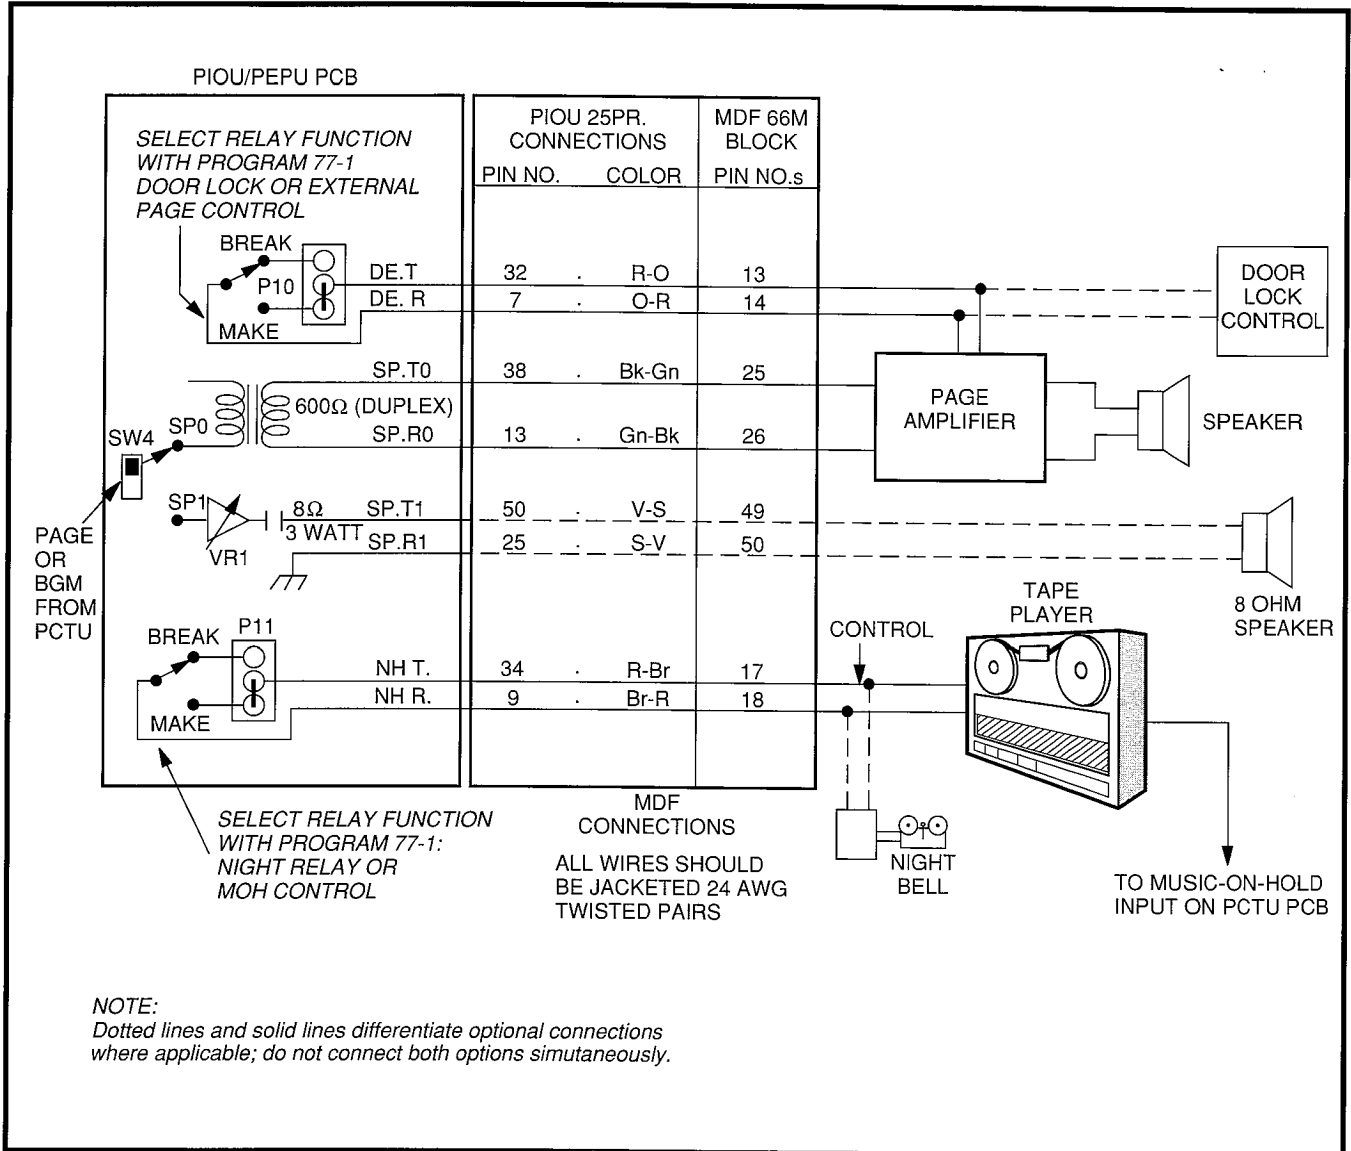 PIOU/PEPU PCB
SELECT RELAY FUNCTION
WITH PROGRAM 77-1
DOOR LOCK OR EXTERNAL
PAGE CONTROL
PIOU 25PR.
CONNECTIONS
PIN NO. COLOR
MDF 66M
BLOCK
PIN NO.s
BREAK
P10
MAKE
DE.T 32 . R-O 13
DE. R 7 . O-R 14
DOOR
LOCK
CONTROL
SP.T0 38 . Bk-Gn 25
600Ω (DUPLEX)
SP.R0 13 . Gn-Bk 26
PAGE
AMPLIFIER
SPEAKER
SW4
SP0
SP1
8Ω
3 WATT
VR1
SP.T1 50 . V-S 49
SP.R1 25 . S-V 50
8 OHM
SPEAKER
PAGE
OR
BGM
FROM
PCTU
TAPE
PLAYER
CONTROL
BREAK
P11
MAKE
NH T. 34 . R-Br 17
NH R. 9 . Br-R 18
SELECT RELAY FUNCTION
WITH PROGRAM 77-1:
NIGHT RELAY OR
MOH CONTROL
MDF
CONNECTIONS
ALL WIRES SHOULD
BE JACKETED 24 AWG
TWISTED PAIRS
NIGHT
BELL
TO MUSIC-ON-HOLD
INPUT ON PCTU PCB
NOTE:
Dotted lines and solid lines differentiate optional connections
where applicable; do not connect both options simutaneously.